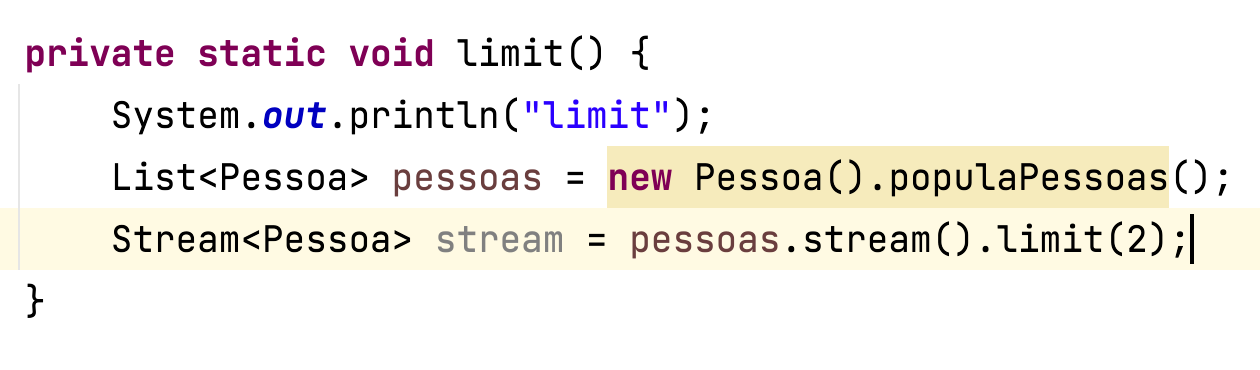 private static void limit() {
    System.out.println("limit");
    List<Pessoa> pessoas = new Pessoa().populaPessoas();
    Stream<Pessoa> stream = pessoas.stream().limit(2);
}